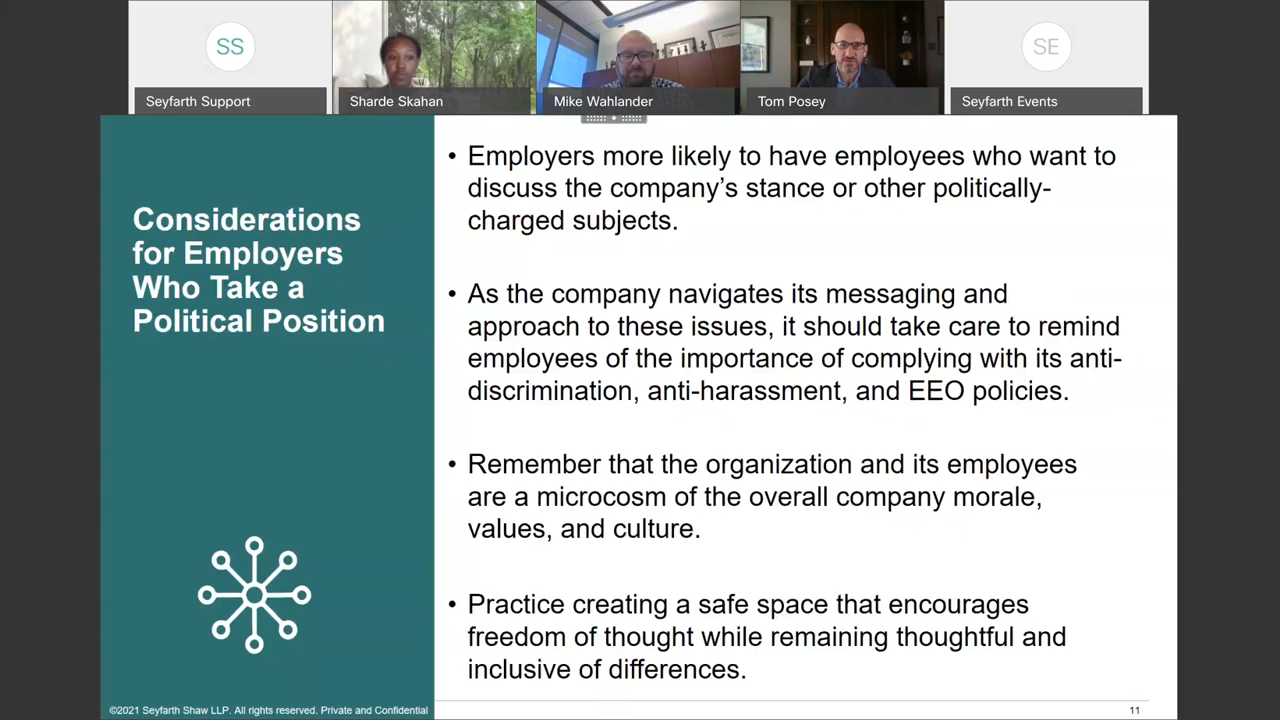 SS
SE
Seyfarth Support
Sharde Skahan
Mike Wahlander
Tom Posey
Seyfarth Events
Considerations
for Employers
Who Take a
Political Position
• Employers more likely to have employees who want to
discuss the company’s stance or other politically-
charged subjects.
• As the company navigates its messaging and
approach to these issues, it should take care to remind
employees of the importance of complying with its anti-
discrimination, anti-harassment, and EEO policies.
• Remember that the organization and its employees
are a microcosm of the overall company morale,
values, and culture.
• Practice creating a safe space that encourages
freedom of thought while remaining thoughtful and
inclusive of differences.
©2021 Seyfarth Shaw LLP. All rights reserved. Private and Confidential
11